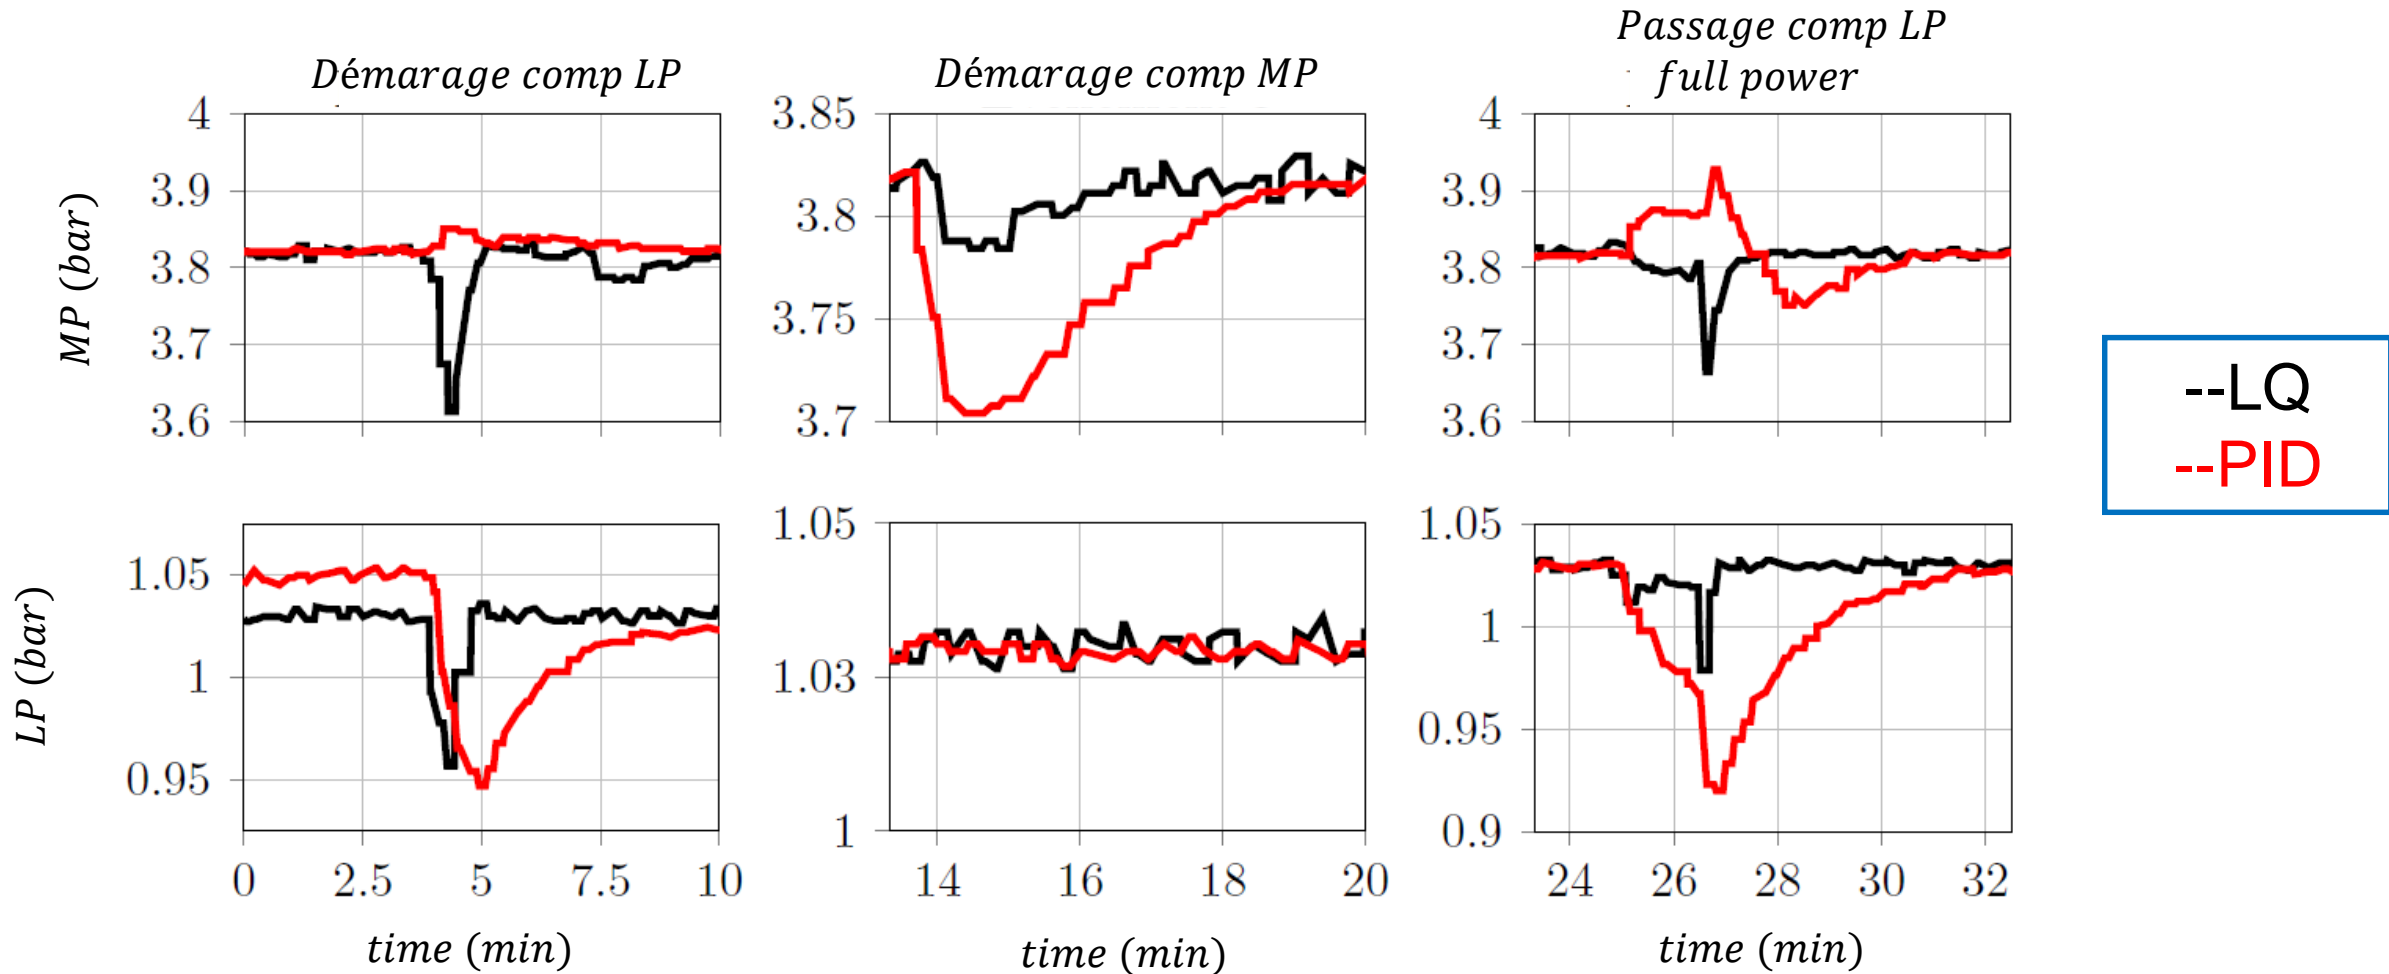 Démarage comp LP
Démarage comp MP
Passage comp LP
full power
MP (bar)
4
3.9
3.8
3.7
3.6
3.85
3.8
3.75
3.7
4
3.9
3.8
3.7
3.6
--LQ
--PID
LP (bar)
1.05
1
0.95
1.05
1.03
1
1.05
1
0.95
0.9
0 2.5 5 7.5 10
14 16 18 20
24 26 28 30 32
time (min)
time (min)
time (min)